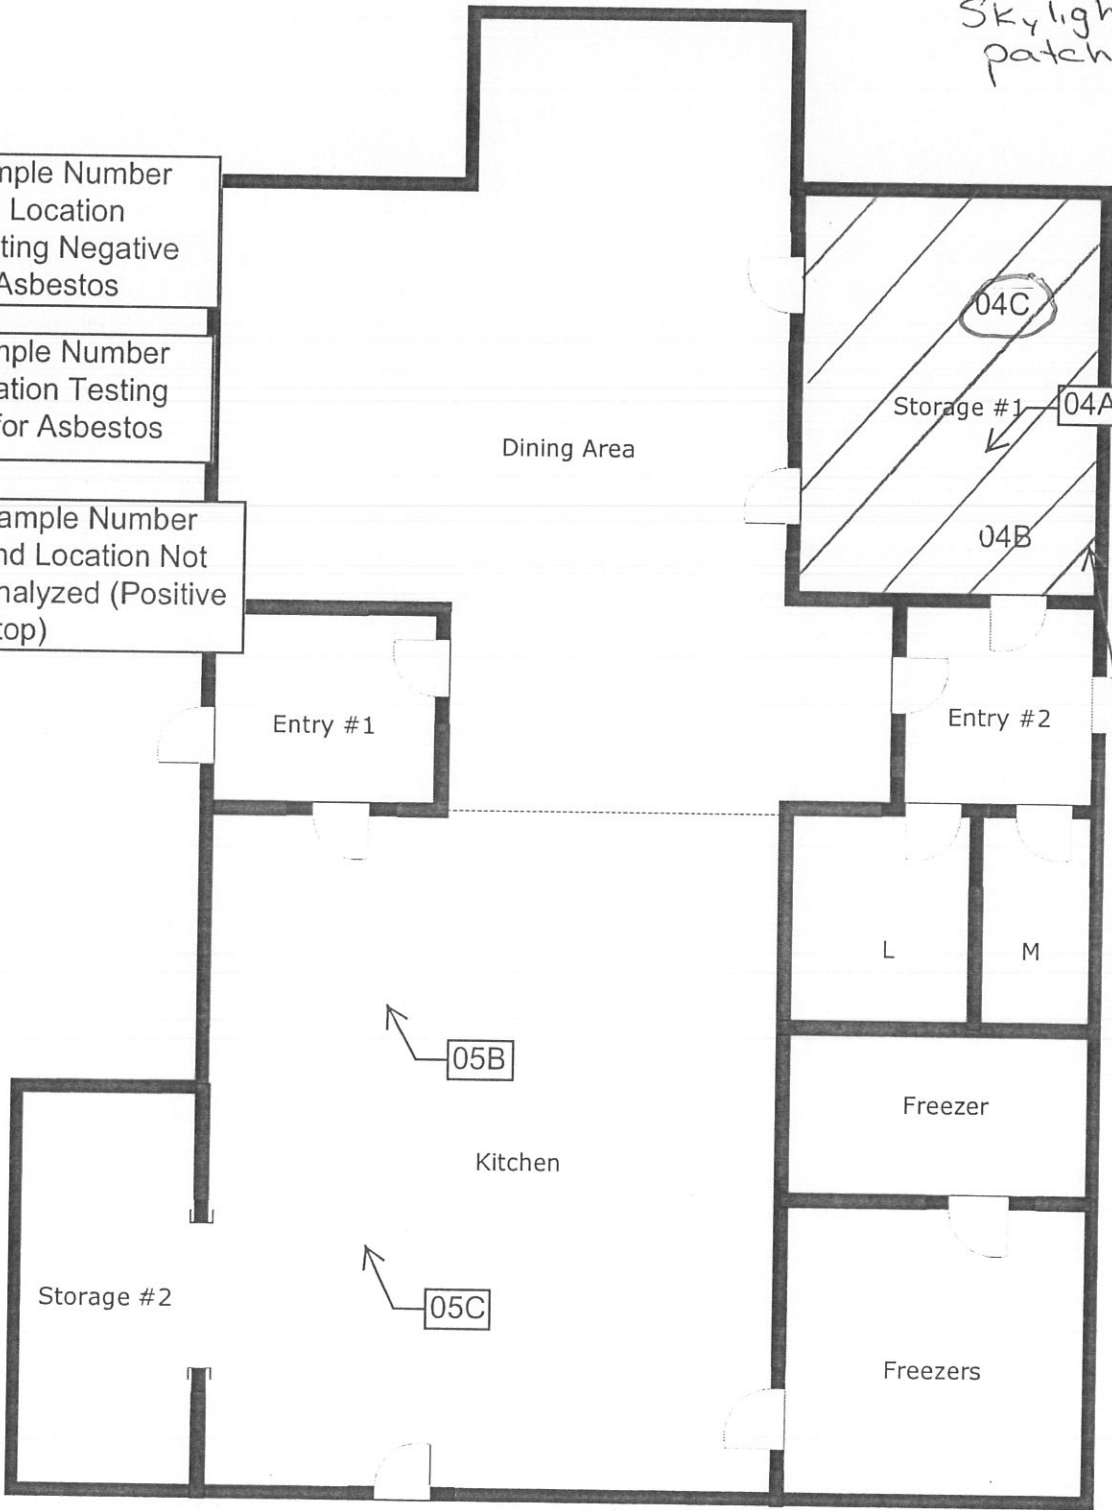 Skyligh
patch
mple Number
Location
ting Negative
Asbestos
mple Number
ation Testing
for Asbestos
ample Number
nd Location Not
nalyzed (Positive
top)
04C
Storage #1
04A
04B
Dining Area
Entry #1
Entry #2
L
M
05B
Freezer
Kitchen
Storage #2
05C
Freezers